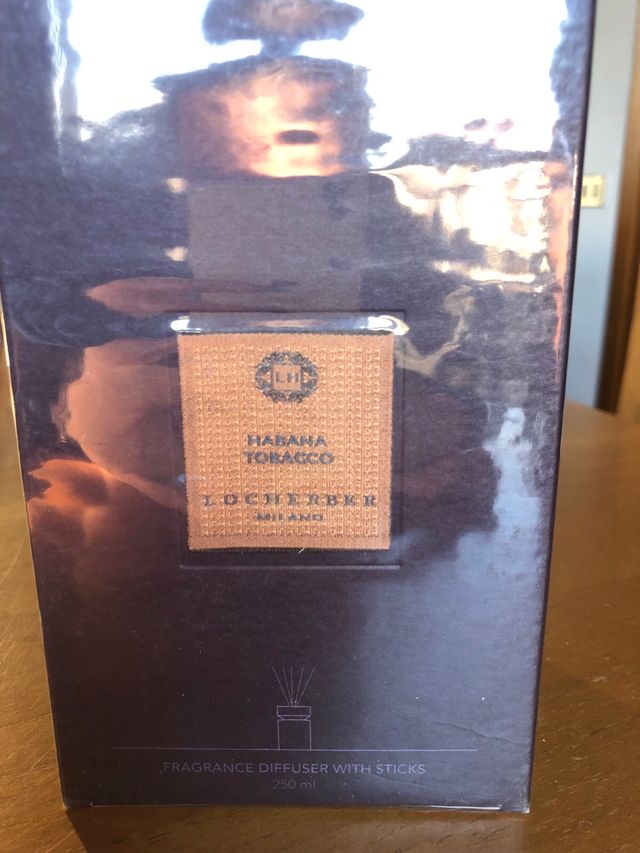 LH
HABANA
TOBACCO
LOCHERBER
MILANO
FRAGRANCE DIFFUSER WITH STICKS
250 ml